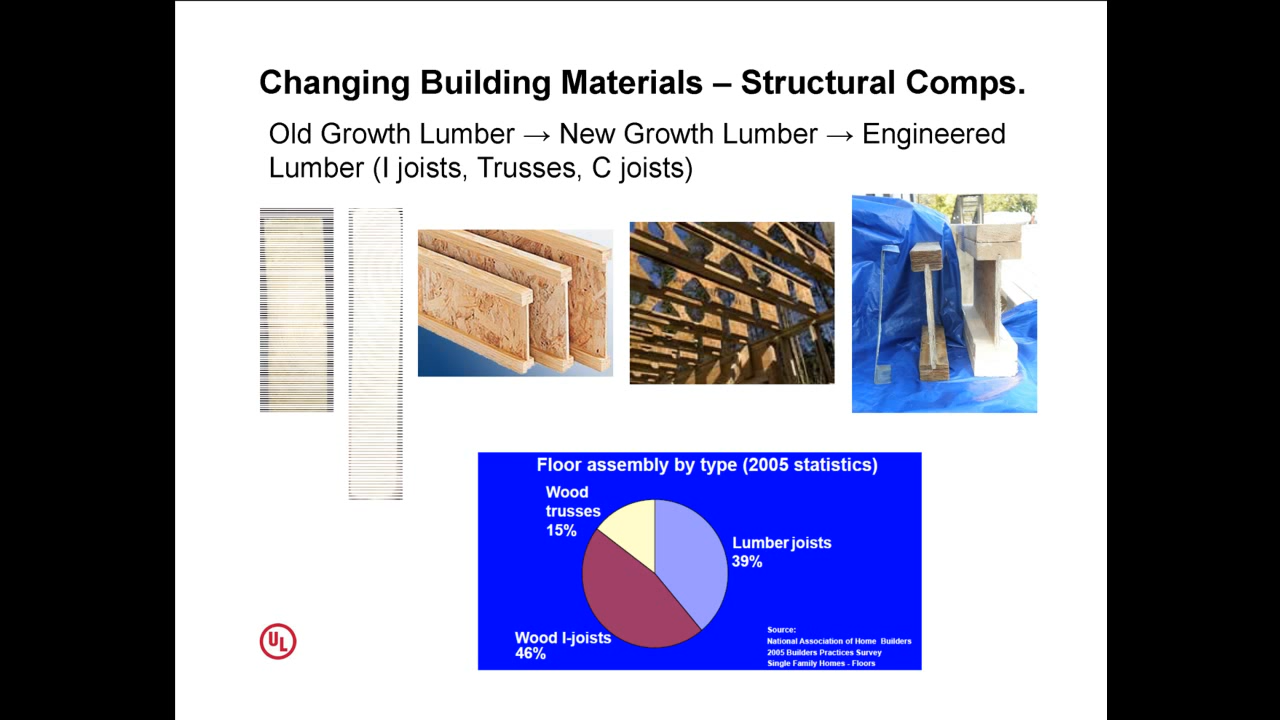 Changing Building Materials – Structural Comps.
Old Growth Lumber → New Growth Lumber → Engineered
Lumber (I joists, Trusses, C joists)
Floor assembly by type (2005 statistics)
Wood
trusses
15%
Lumber joists
39%
Wood I-joists
46%
Source:
National Association of Home Builders
2005 Builders Practices Survey
Single Family Homes - Floors
UL